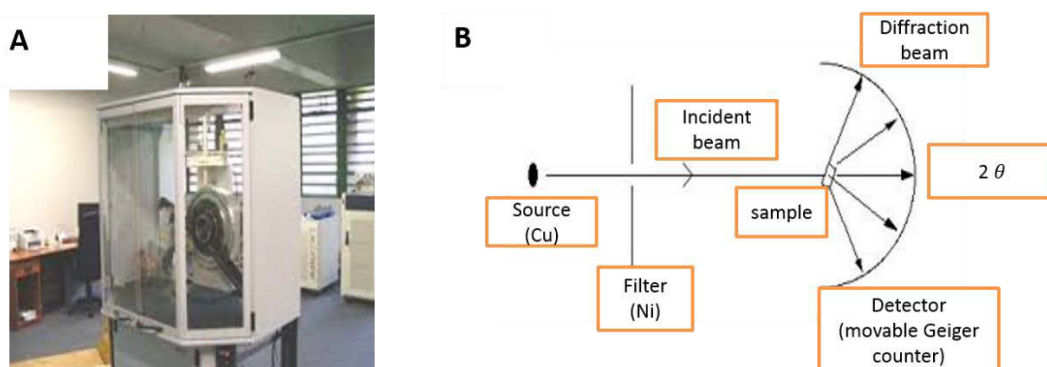 A
B
Diffraction
beam
Incident
beam
2 θ
Source
(Cu)
sample
Filter
(Ni)
Detector
(movable Geiger
counter)